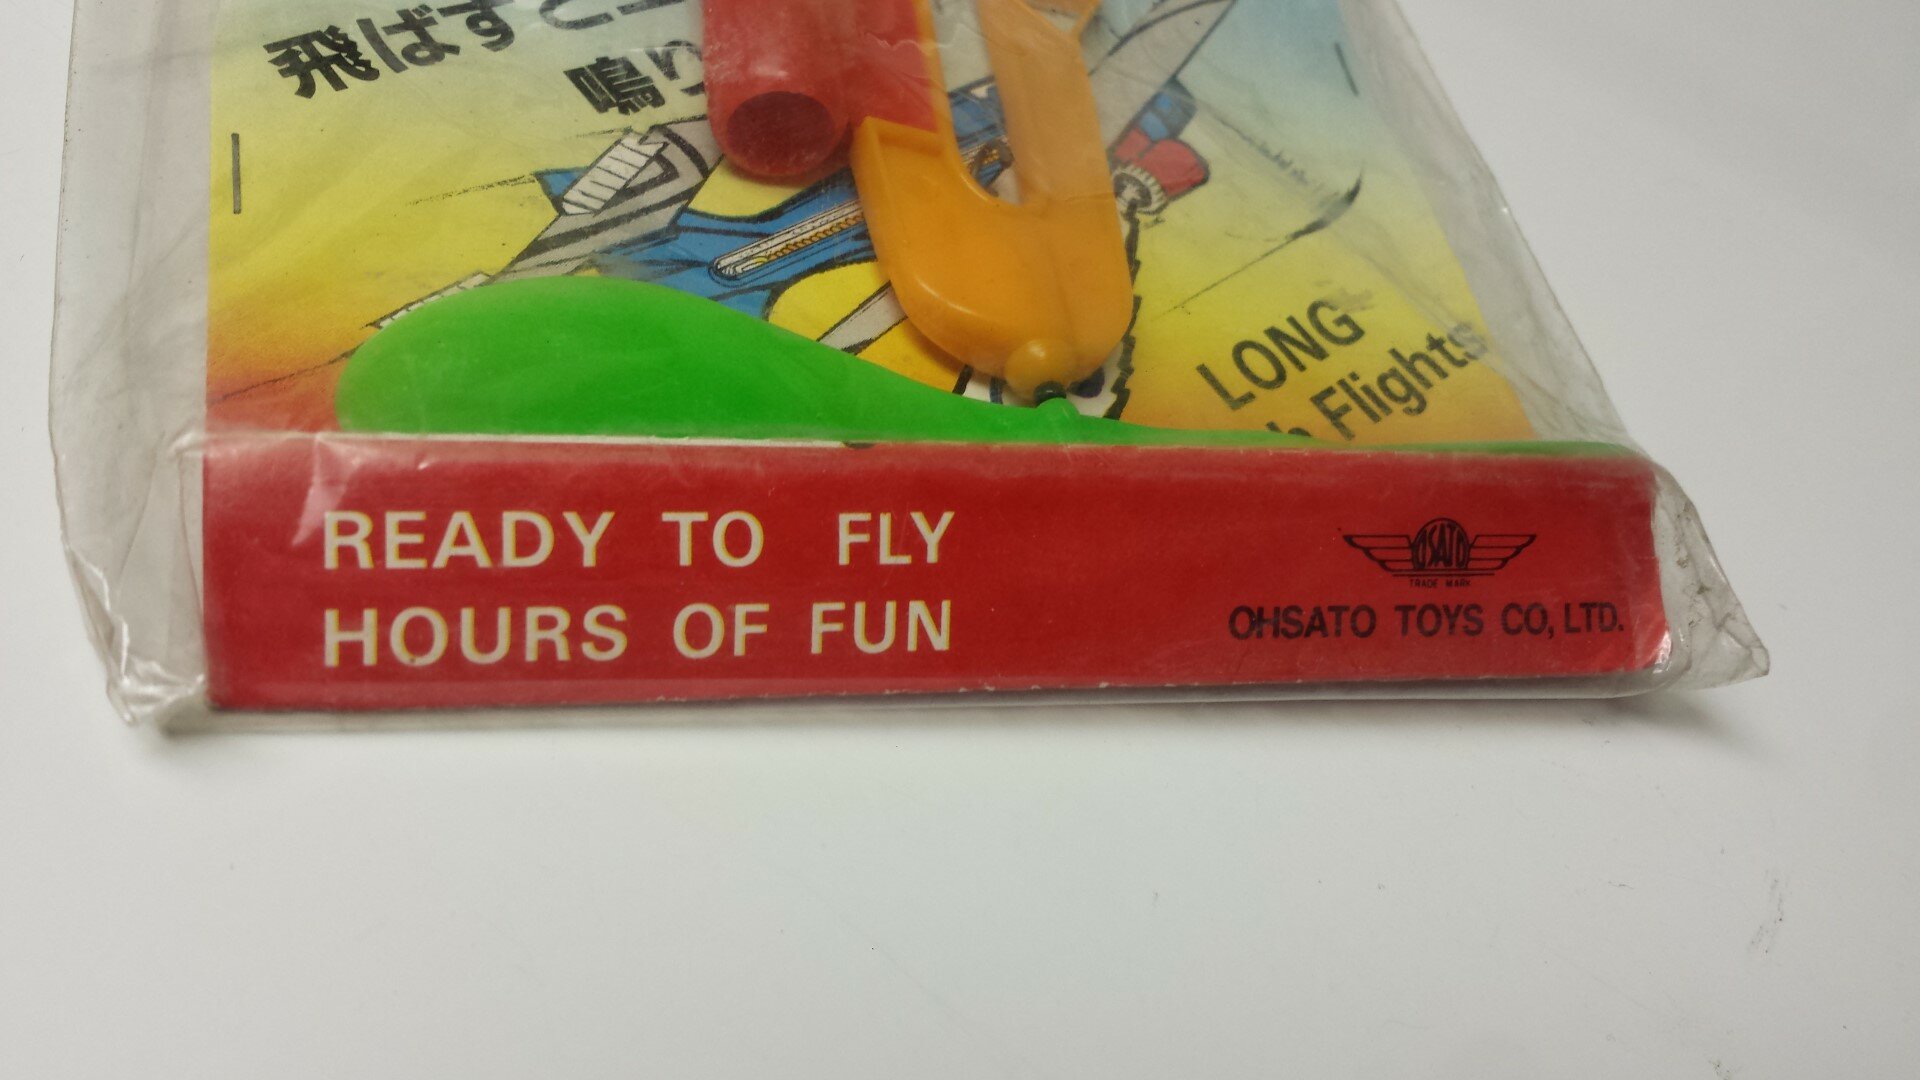 飛ばすと
鳴り
LONG
Flights
READY TO FLY
HOURS OF FUN
OSATO
TRADE MARK
OHSATO TOYS CO, LTD.